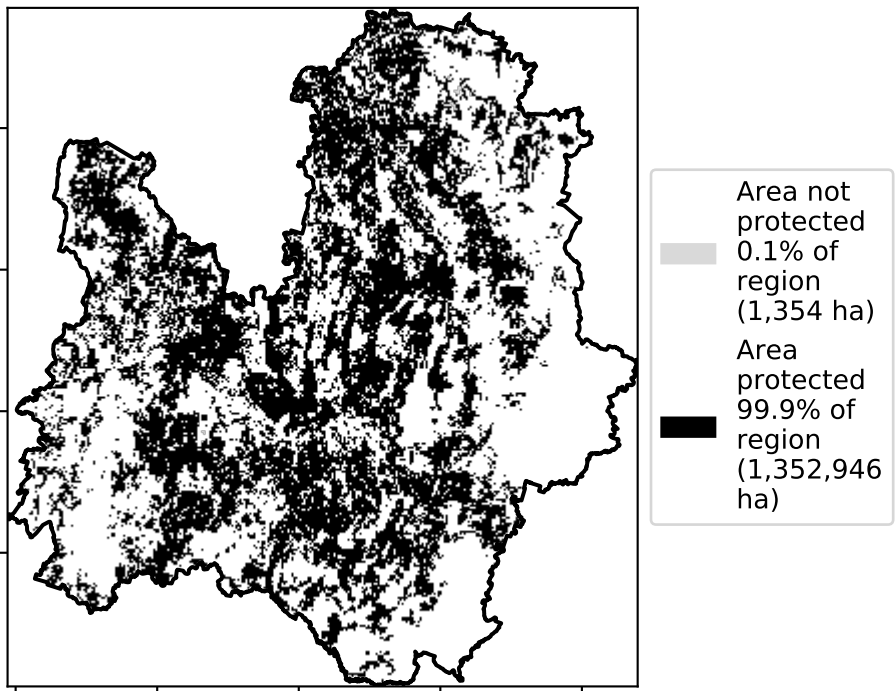 Area not
protected
0.1% of
region
(1,354 ha)
Area
protected
99.9% of
region
(1,352,946
ha)